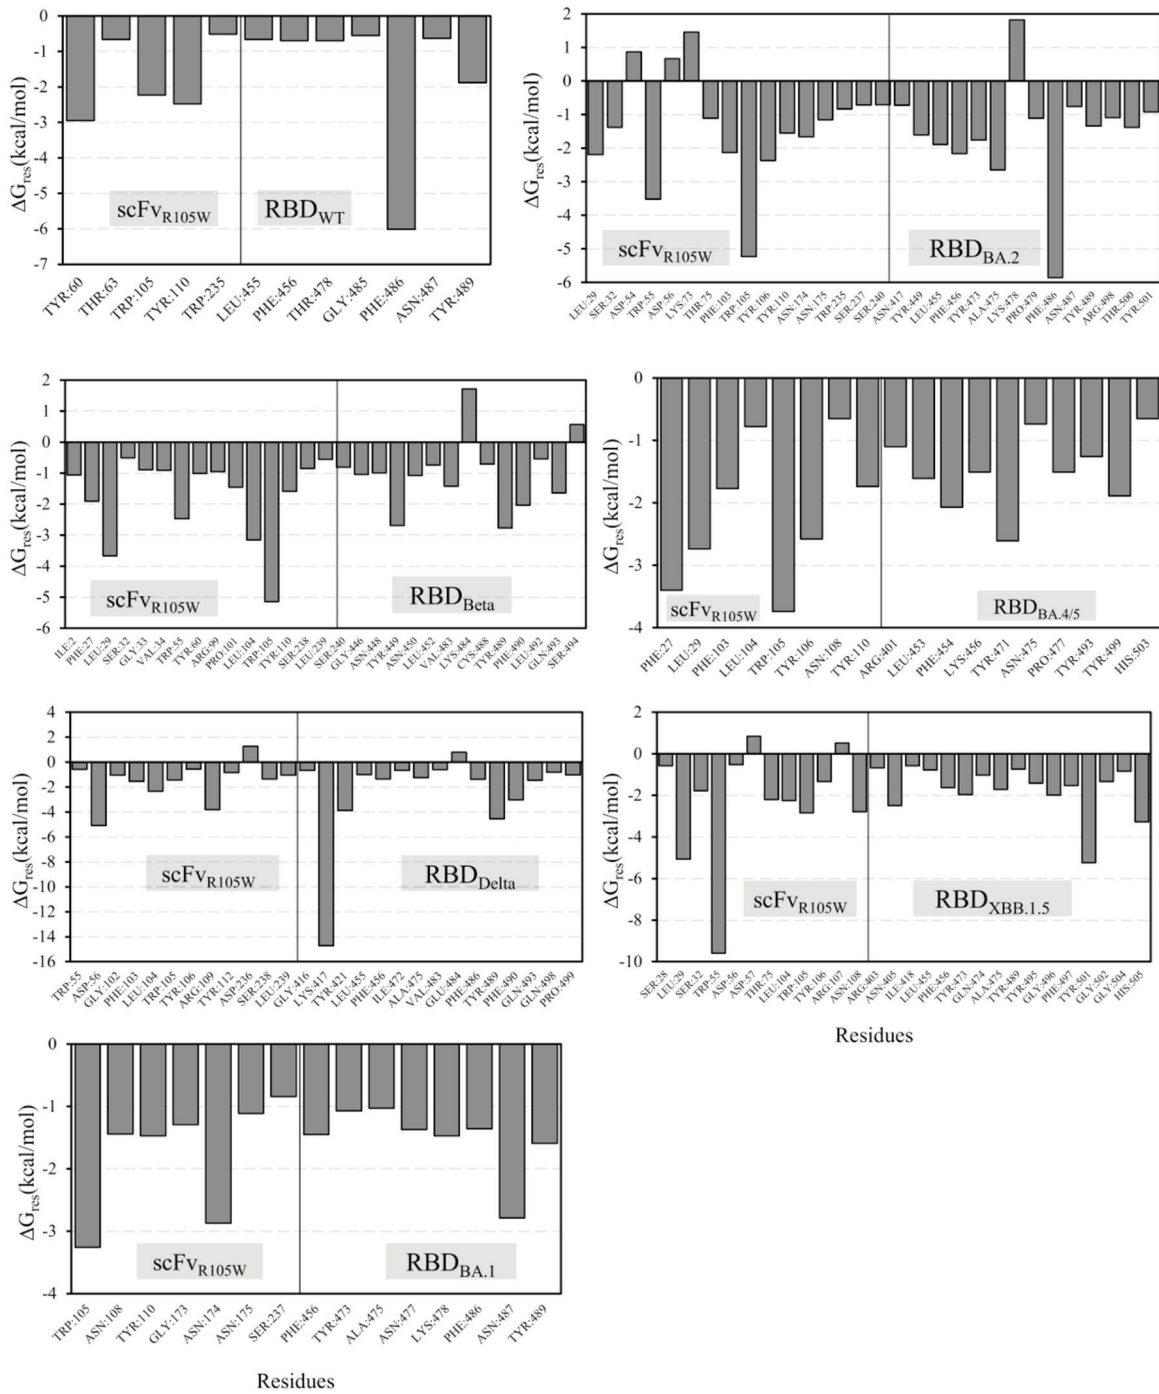 0
-1
-2
-3
-4
-5
-6
-7
ΔGres(kcal/mol)
scFvR105W
RBDWT
TYR:60
THR:63
TRP:105
TYR:110
TRP:235
LEU:455
PHE:456
THR:478
GLY:485
PHE:486
ASN:487
TYR:489
2
1
0
-1
-2
-3
-4
-5
-6
ΔGres(kcal/mol)
scFvR105W
RBDBA.2
LEU:29
SER:32
ASP:54
TRP:55
ASP:56
LYS:73
THR:75
PHE:103
TRP:105
TYR:106
TYR:110
ASN:174
ASN:175
TRP:235
SER:237
SER:240
ASN:417
TYR:449
LEU:455
PHE:456
TYR:473
ALA:475
LYS:478
PRO:479
PHE:486
ASN:487
TYR:489
ARG:498
THR:500
TYR:501
2
1
0
-1
-2
-3
-4
-5
-6
ΔGres(kcal/mol)
scFvR105W
RBDBeta
ILE:2
PHE:27
LEU:29
SER:32
GLY:33
VAL:34
TRP:55
TYR:60
ARG:99
PRO:101
LEU:104
TRP:105
TYR:110
SER:238
LEU:239
SER:240
GLY:446
ASN:448
TYR:449
ASN:450
LEU:452
VAL:483
LYS:484
CYS:488
TYR:489
PHE:490
LEU:492
GLN:493
SER:494
0
-1
-2
-3
-4
ΔGres(kcal/mol)
scFvR105W
RBDBA.4/5
PHE:27
LEU:29
PHE:103
LEU:104
TRP:105
TYR:106
ASN:108
TYR:110
ARG:401
LEU:453
PHE:454
LYS:456
TYR:471
ASN:475
PRO:477
TYR:493
TYR:499
HIS:503
4
2
0
-2
-4
-6
-8
-10
-12
-14
-16
ΔGres(kcal/mol)
scFvR105W
RBDDelta
TRP:55
ASP:56
GLY:102
PHE:103
LEU:104
TRP:105
TYR:106
ARG:109
TYR:112
ASP:236
SER:238
LEU:239
GLY:416
LYS:417
TYR:421
LEU:455
PHE:456
ILE:472
ALA:475
VAL:483
GLU:484
PHE:486
TYR:489
PHE:490
GLN:493
GLN:498
PRO:499
2
0
-2
-4
-6
-8
-10
ΔGres(kcal/mol)
scFvR105W
RBDXBB.1.5
SER:28
LEU:29
SER:32
TRP:55
ASP:56
ASP:57
THR:75
LEU:104
TRP:105
TYR:106
ARG:107
ASN:108
ARG:403
ASN:405
ILE:418
LEU:455
PHE:456
TYR:473
GLN:474
ALA:475
TYR:489
TYR:495
GLY:496
PHE:497
TYR:501
GLY:502
GLY:504
HIS:505
Residues
0
-1
-2
-3
-4
ΔGres(kcal/mol)
scFvR105W
RBDBA.1
TRP:105
ASN:108
TYR:110
GLY:173
ASN:174
ASN:175
SER:237
PHE:456
TYR:473
ALA:475
ASN:477
LYS:478
PHE:486
ASN:487
TYR:489
Residues